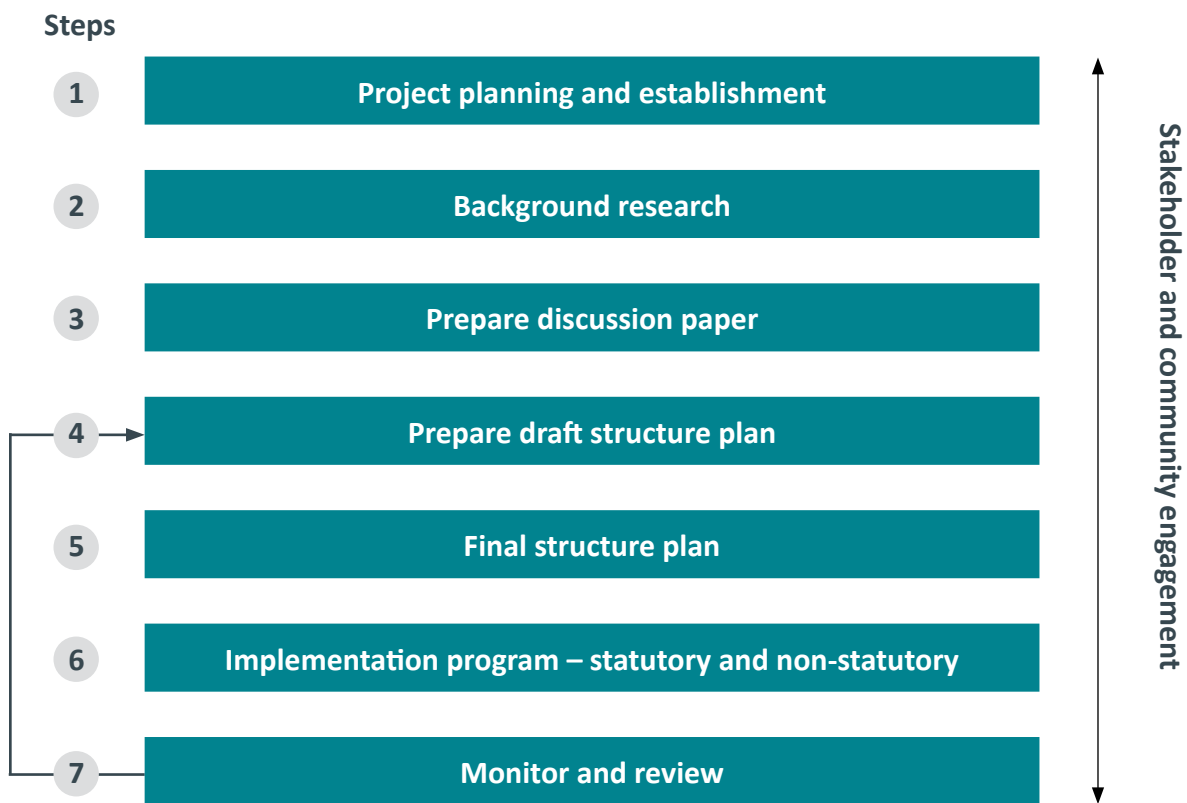 Steps
1
Project planning and establishment
2
Background research
3
Prepare discussion paper
4
Prepare draft structure plan
5
Final structure plan
6
Implementation program – statutory and non-statutory
7
Monitor and review
Stakeholder and community engagement